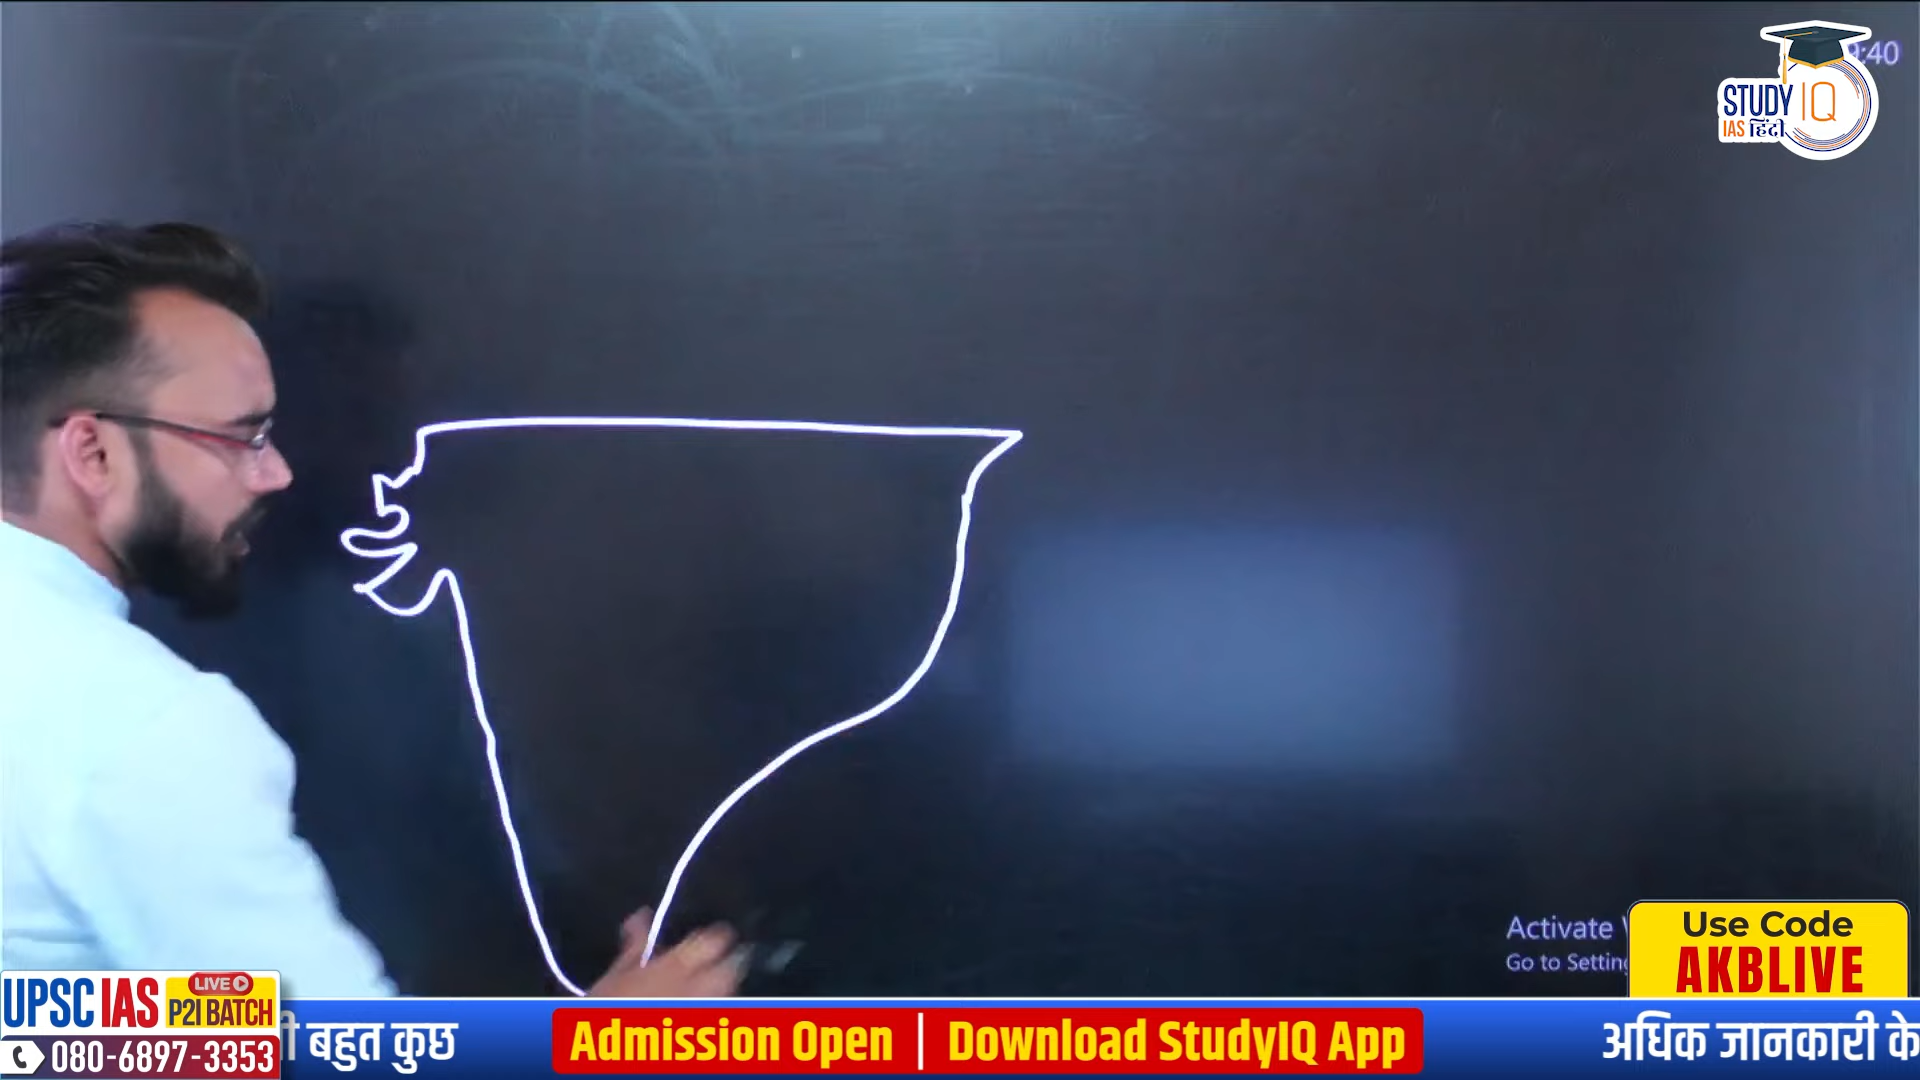 :40
STUDY IQ
IAS हिंदी
Activate
Go to Setting
Use Code
AKBLIVE
UPSC IAS
LIVE
P2I BATCH
080-6897-3353
बहुत कुछ
Admission Open | Download StudyIQ App
अधिक जानकारी के